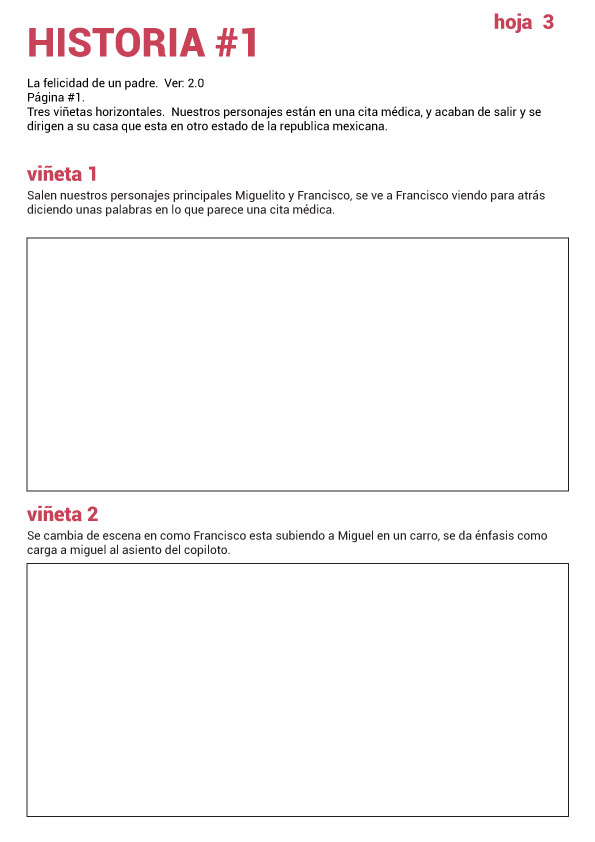 hoja 3
HISTORIA #1
La felicidad de un padre. Ver: 2.0
Página #1.
Tres viñetas horizontales. Nuestros personajes están en una cita médica, y acaban de salir y se
dirigen a su casa que esta en otro estado de la republica mexicana.
viñeta 1
Salen nuestros personajes principales Miguelito y Francisco, se ve a Francisco viendo para atrás
diciendo unas palabras en lo que parece una cita médica.
viñeta 2
Se cambia de escena en como Francisco esta subiendo a Miguel en un carro, se da énfasis como
carga a miguel al asiento del copiloto.